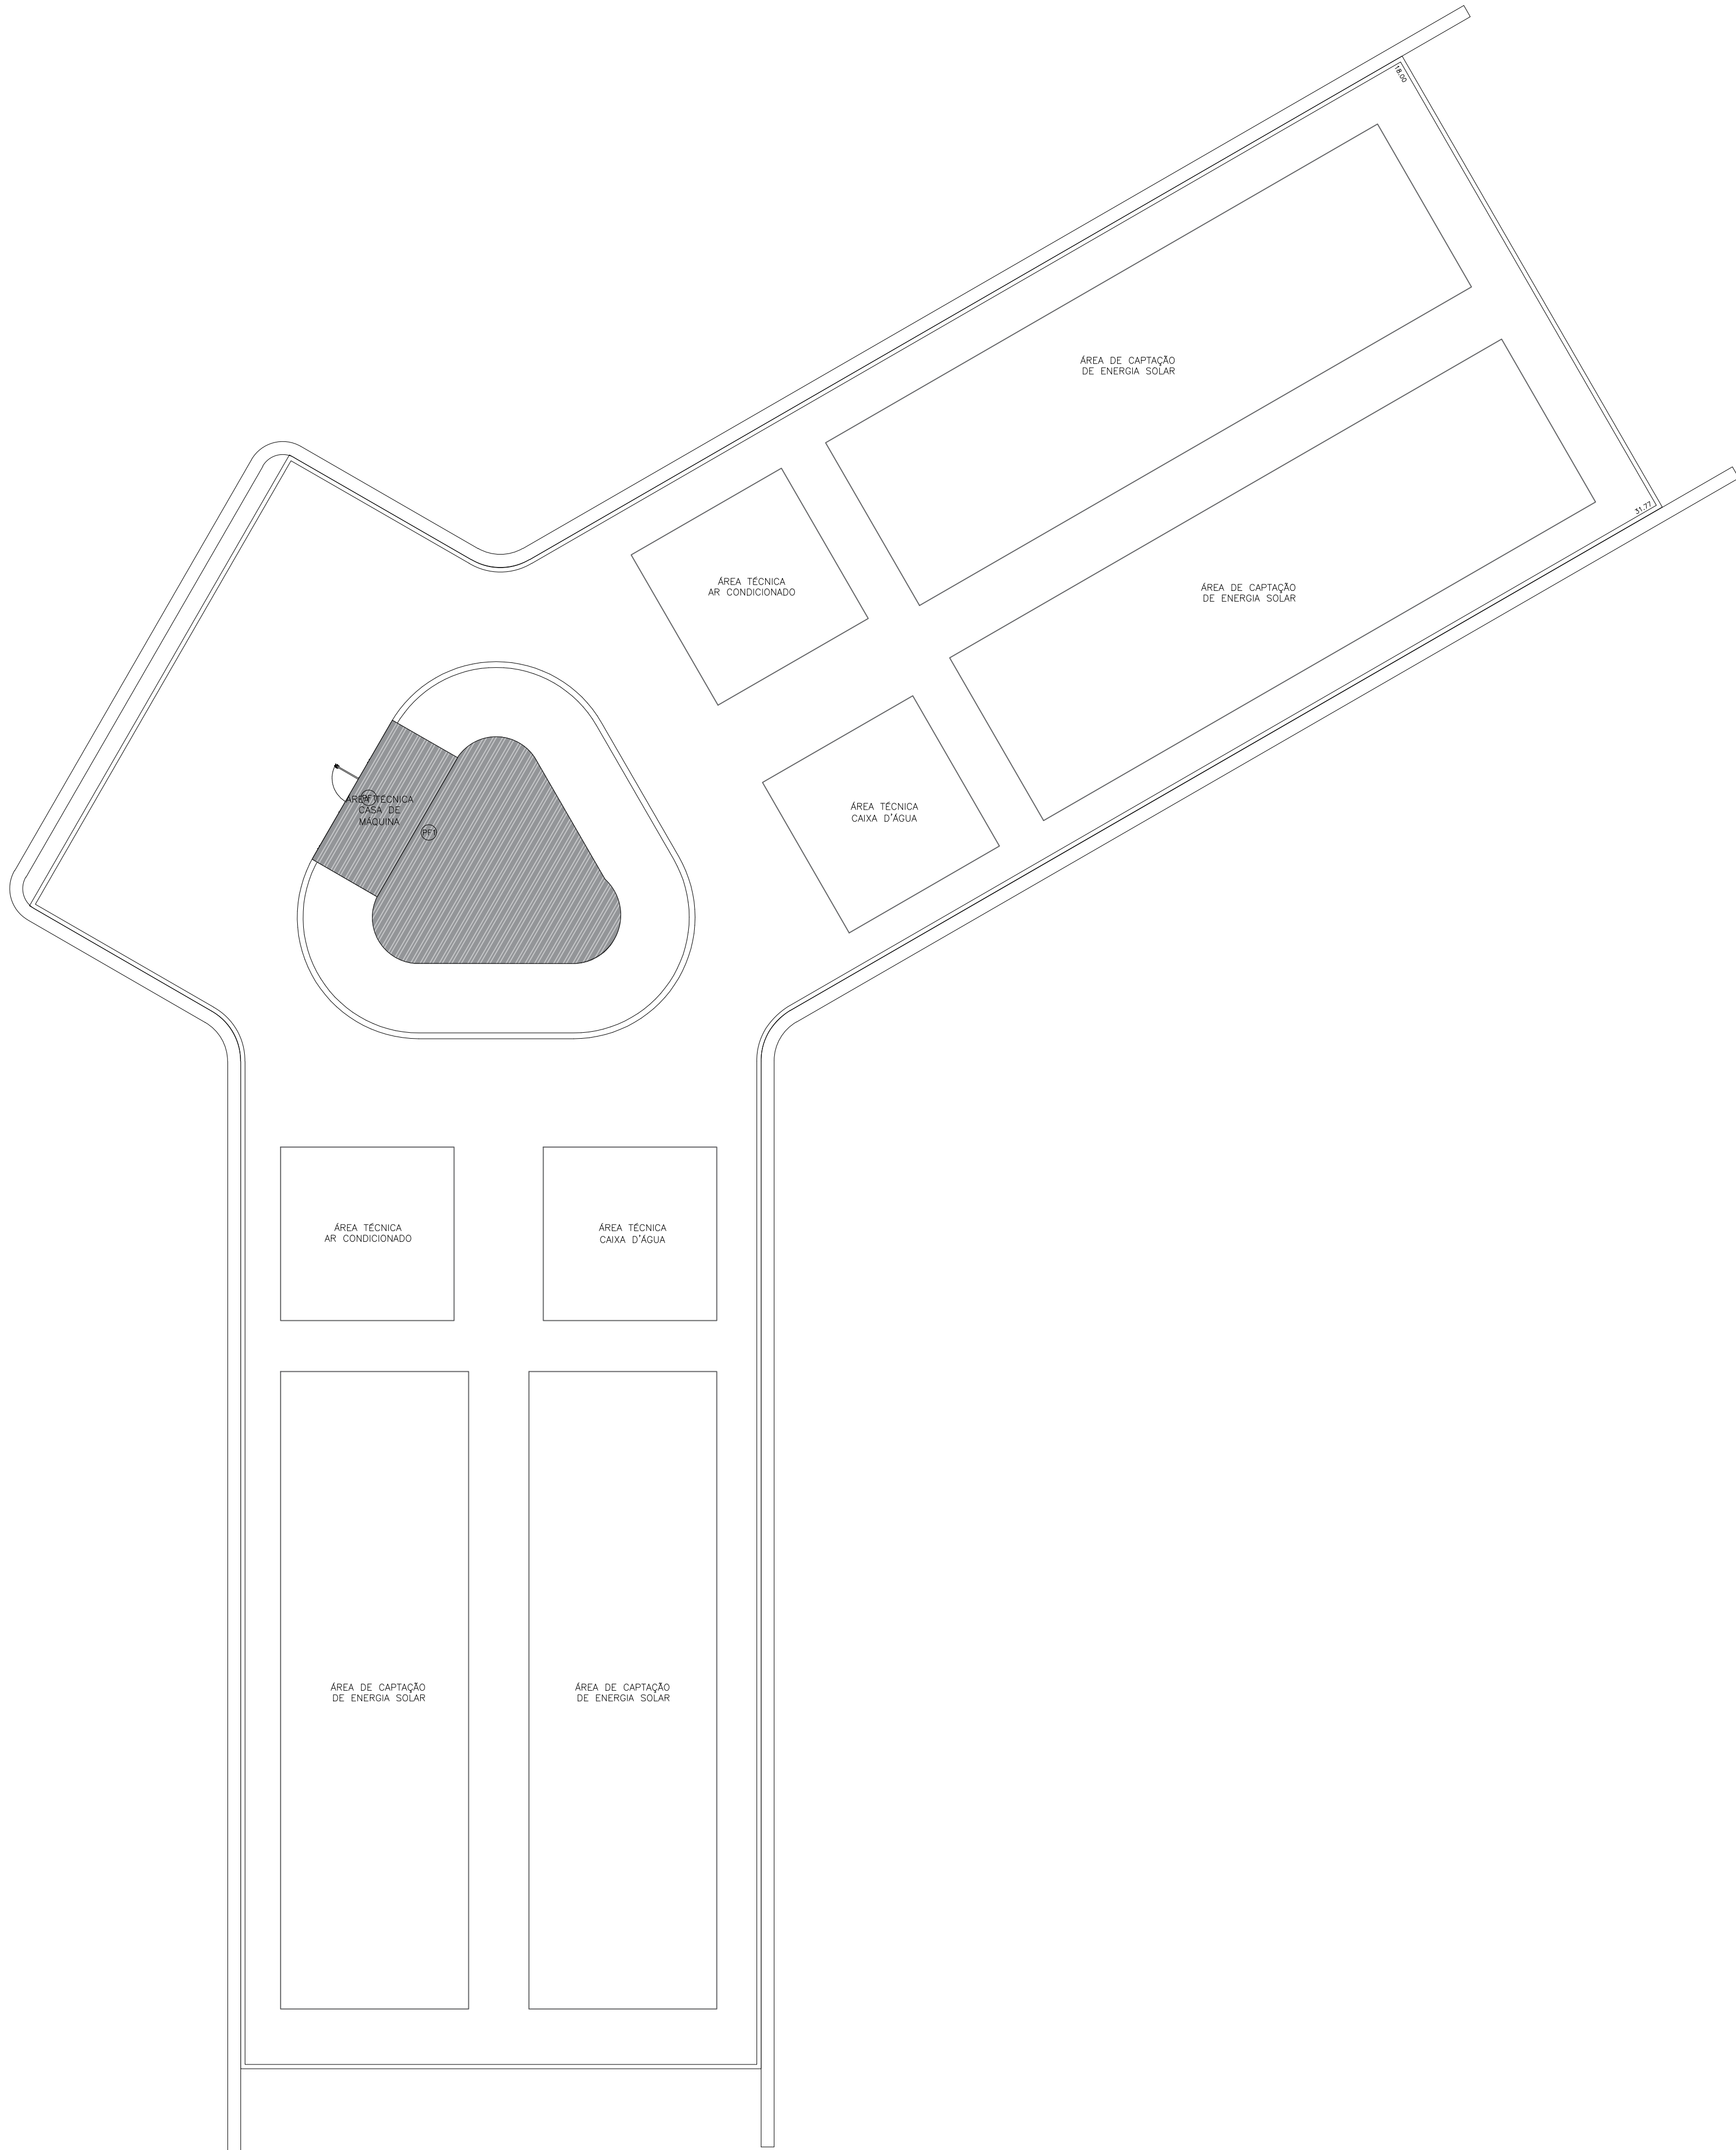 18.00
ÁREA DE CAPTAÇÃO
DE ENERGIA SOLAR
31.77
ÁREA TÉCNICA
AR CONDICIONADO
ÁREA DE CAPTAÇÃO
DE ENERGIA SOLAR
PF1
ÁREA TÉCNICA
CASA DE
MÁQUINA
PF1
ÁREA TÉCNICA
CAIXA D'ÁGUA
ÁREA TÉCNICA
AR CONDICIONADO
ÁREA TÉCNICA
CAIXA D'ÁGUA
ÁREA DE CAPTAÇÃO
DE ENERGIA SOLAR
ÁREA DE CAPTAÇÃO
DE ENERGIA SOLAR